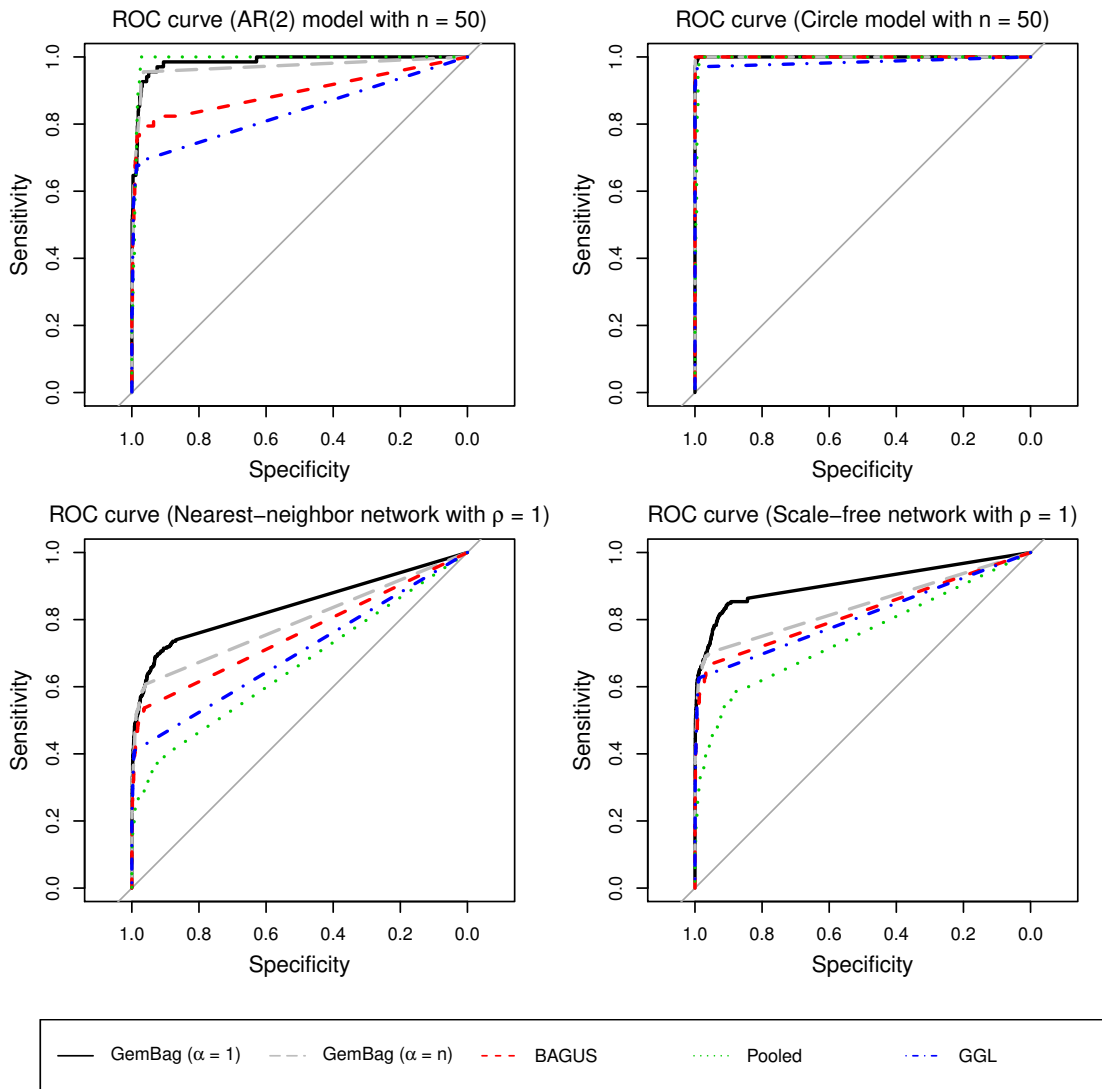 ROC curve (AR(2) model with n = 50)
Sensitivity
0.0 0.2 0.4 0.6 0.8 1.0
1.0 0.8 0.6 0.4 0.2 0.0
Specificity
ROC curve (Circle model with n = 50)
Sensitivity
0.0 0.2 0.4 0.6 0.8 1.0
1.0 0.8 0.6 0.4 0.2 0.0
Specificity
ROC curve (Nearest−neighbor network with ρ = 1)
Sensitivity
0.0 0.2 0.4 0.6 0.8 1.0
1.0 0.8 0.6 0.4 0.2 0.0
Specificity
ROC curve (Scale−free network with ρ = 1)
Sensitivity
0.0 0.2 0.4 0.6 0.8 1.0
1.0 0.8 0.6 0.4 0.2 0.0
Specificity
GemBag (α = 1) GemBag (α = n) BAGUS Pooled GGL